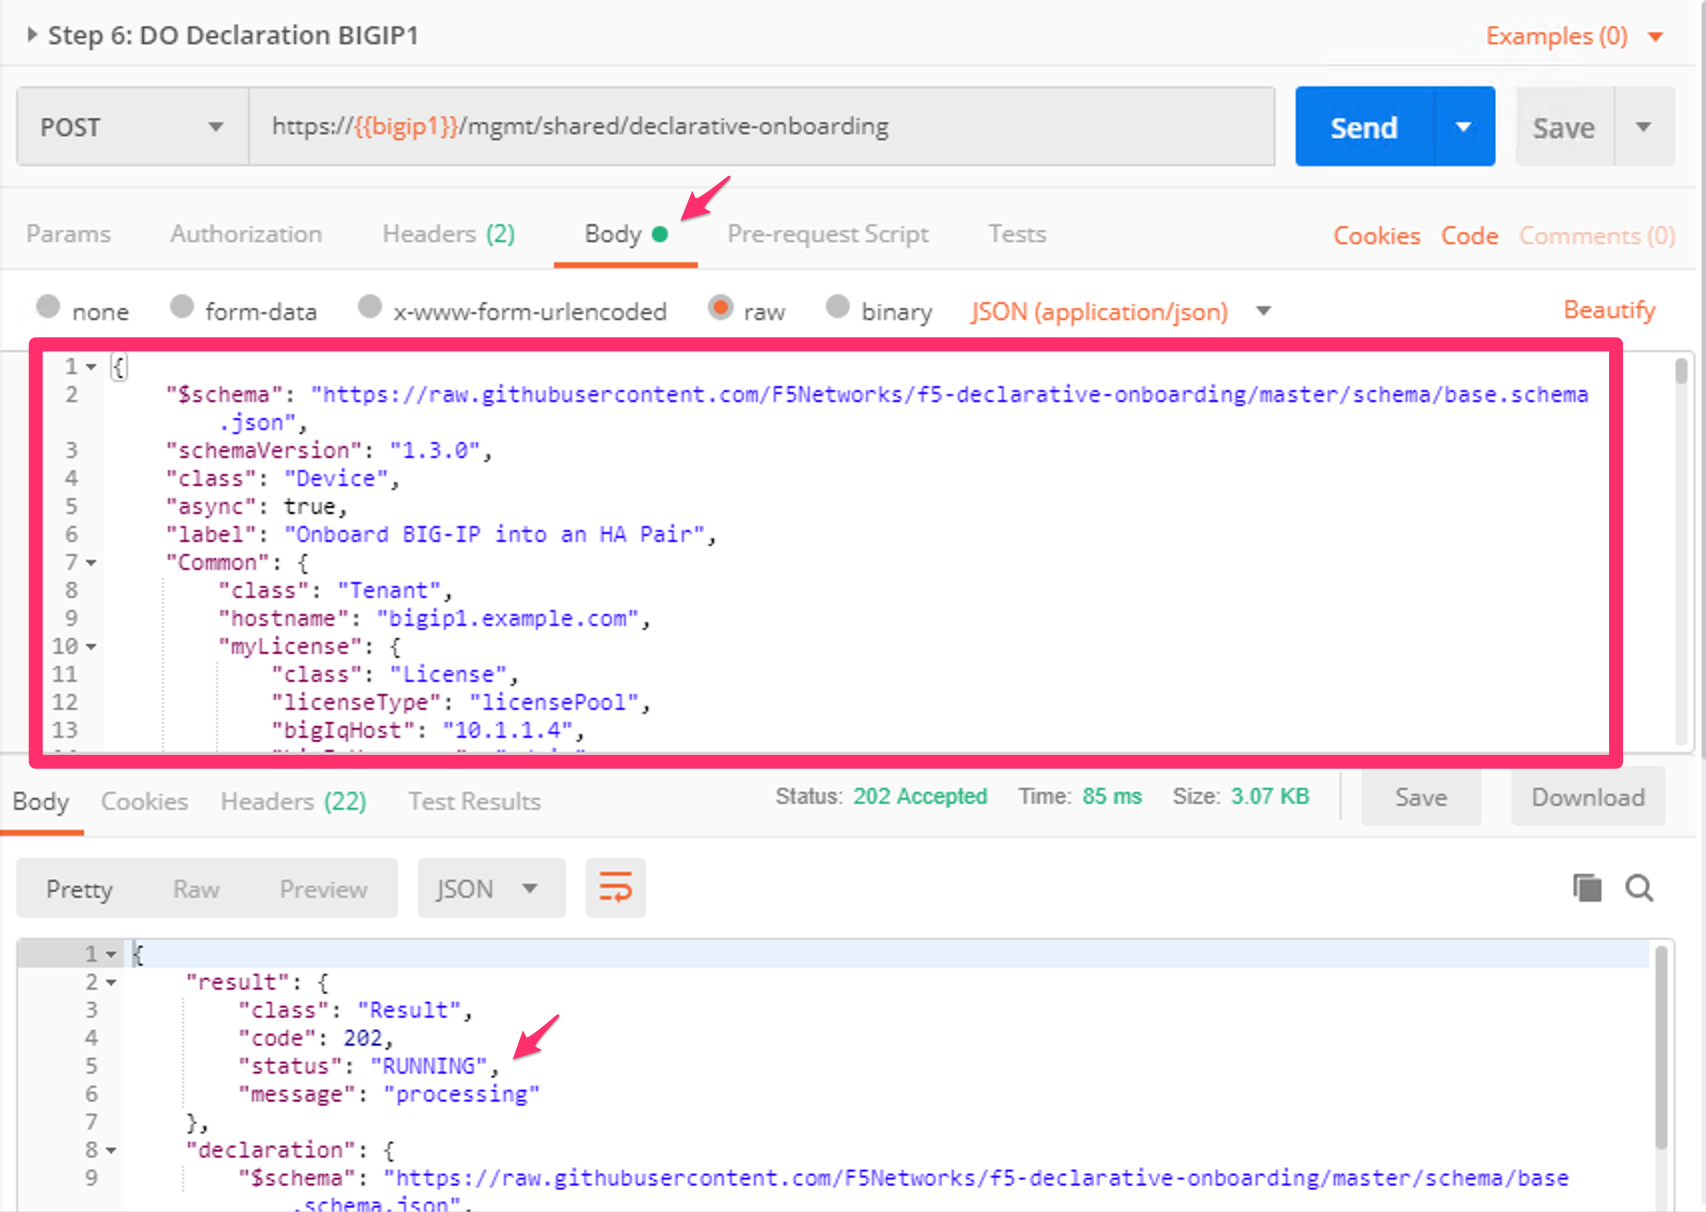 Step 6: DO Declaration BIGIP1
Examples (0)
POST
https://{{bigip1}}/mgmt/shared/declarative-onboarding
Send
Save
Params
Authorization
Headers (2)
Body
Pre-request Script
Tests
Cookies
Code
Comments (0)
none
form-data
x-www-form-urlencoded
raw
binary
JSON (application/json)
Beautify
1 {
2 "$schema": "https://raw.githubusercontent.com/F5Networks/f5-declarative-onboarding/master/schema/base.schema
.json",
3 "schemaVersion": "1.3.0",
4 "class": "Device",
5 "async": true,
6 "label": "Onboard BIG-IP into an HA Pair",
7 "Common": {
8 "class": "Tenant",
9 "hostname": "bigip1.example.com",
10 "myLicense": {
11 "class": "License",
12 "licenseType": "licensePool",
13 "bigIqHost": "10.1.1.4",
Body
Cookies
Headers (22)
Test Results
Status: 202 Accepted
Time: 85 ms
Size: 3.07 KB
Save
Download
Pretty
Raw
Preview
JSON
1 {
2 "result": {
3 "class": "Result",
4 "code": 202,
5 "status": "RUNNING",
6 "message": "processing"
7 },
8 "declaration": {
9 "$schema": "https://raw.githubusercontent.com/F5Networks/f5-declarative-onboarding/master/schema/base
.schema.json",